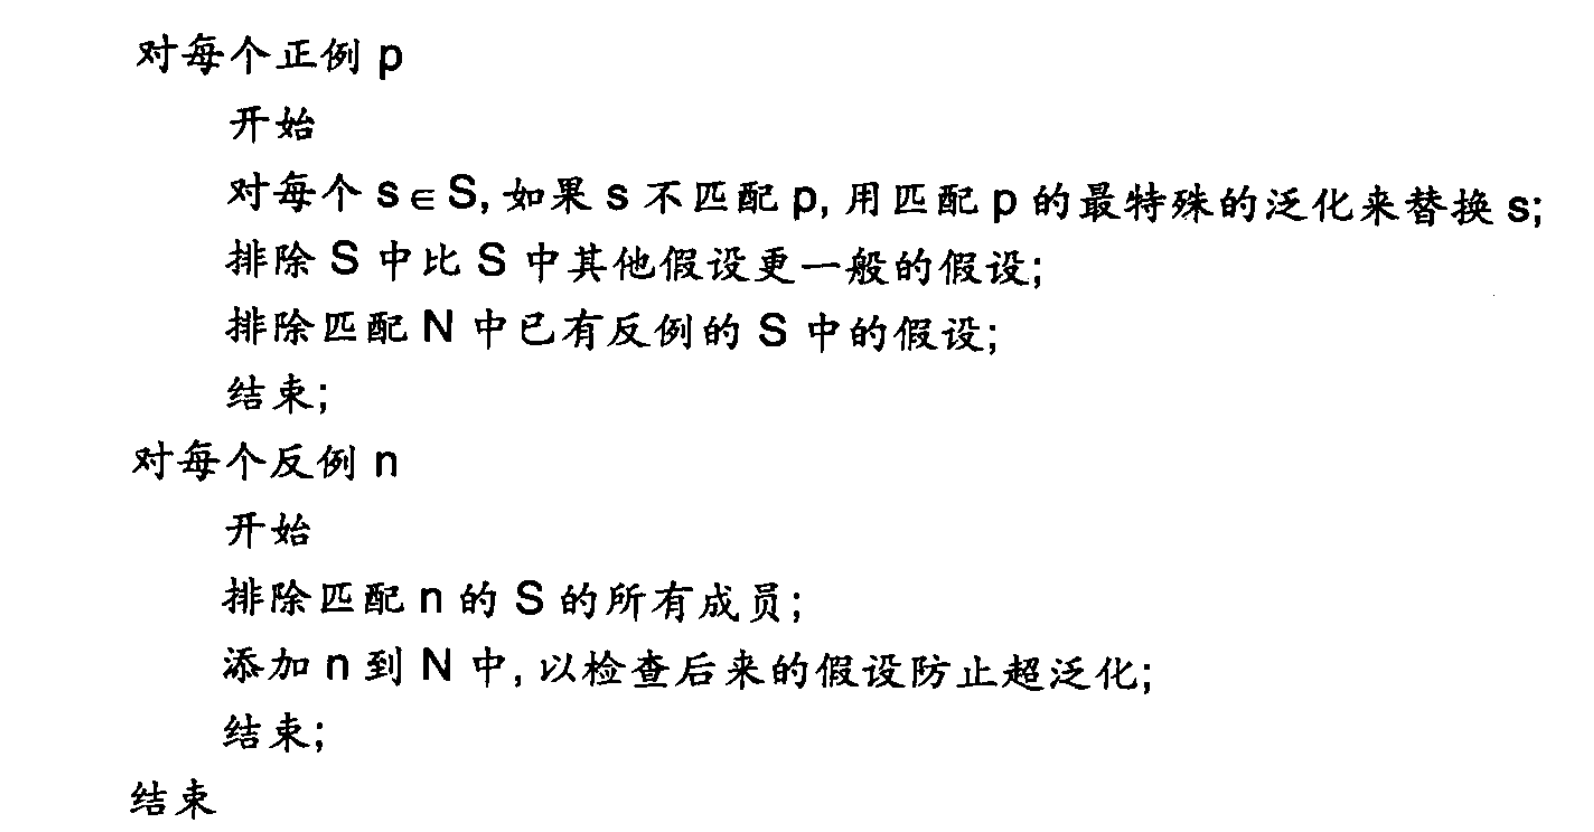 对每个正例 p
开始
对每个 s∈S, 如果 s 不匹配 p, 用匹配 p 的最特殊的泛化来替换 s;
排除 S 中比 S 中其他假设更一般的假设;
排除匹配 N 中已有反例的 S 中的假设;
结束;
对每个反例 n
开始
排除匹配 n 的 S 的所有成员;
添加 n 到 N 中, 以检查后来的假设防止超泛化;
结束;
结束